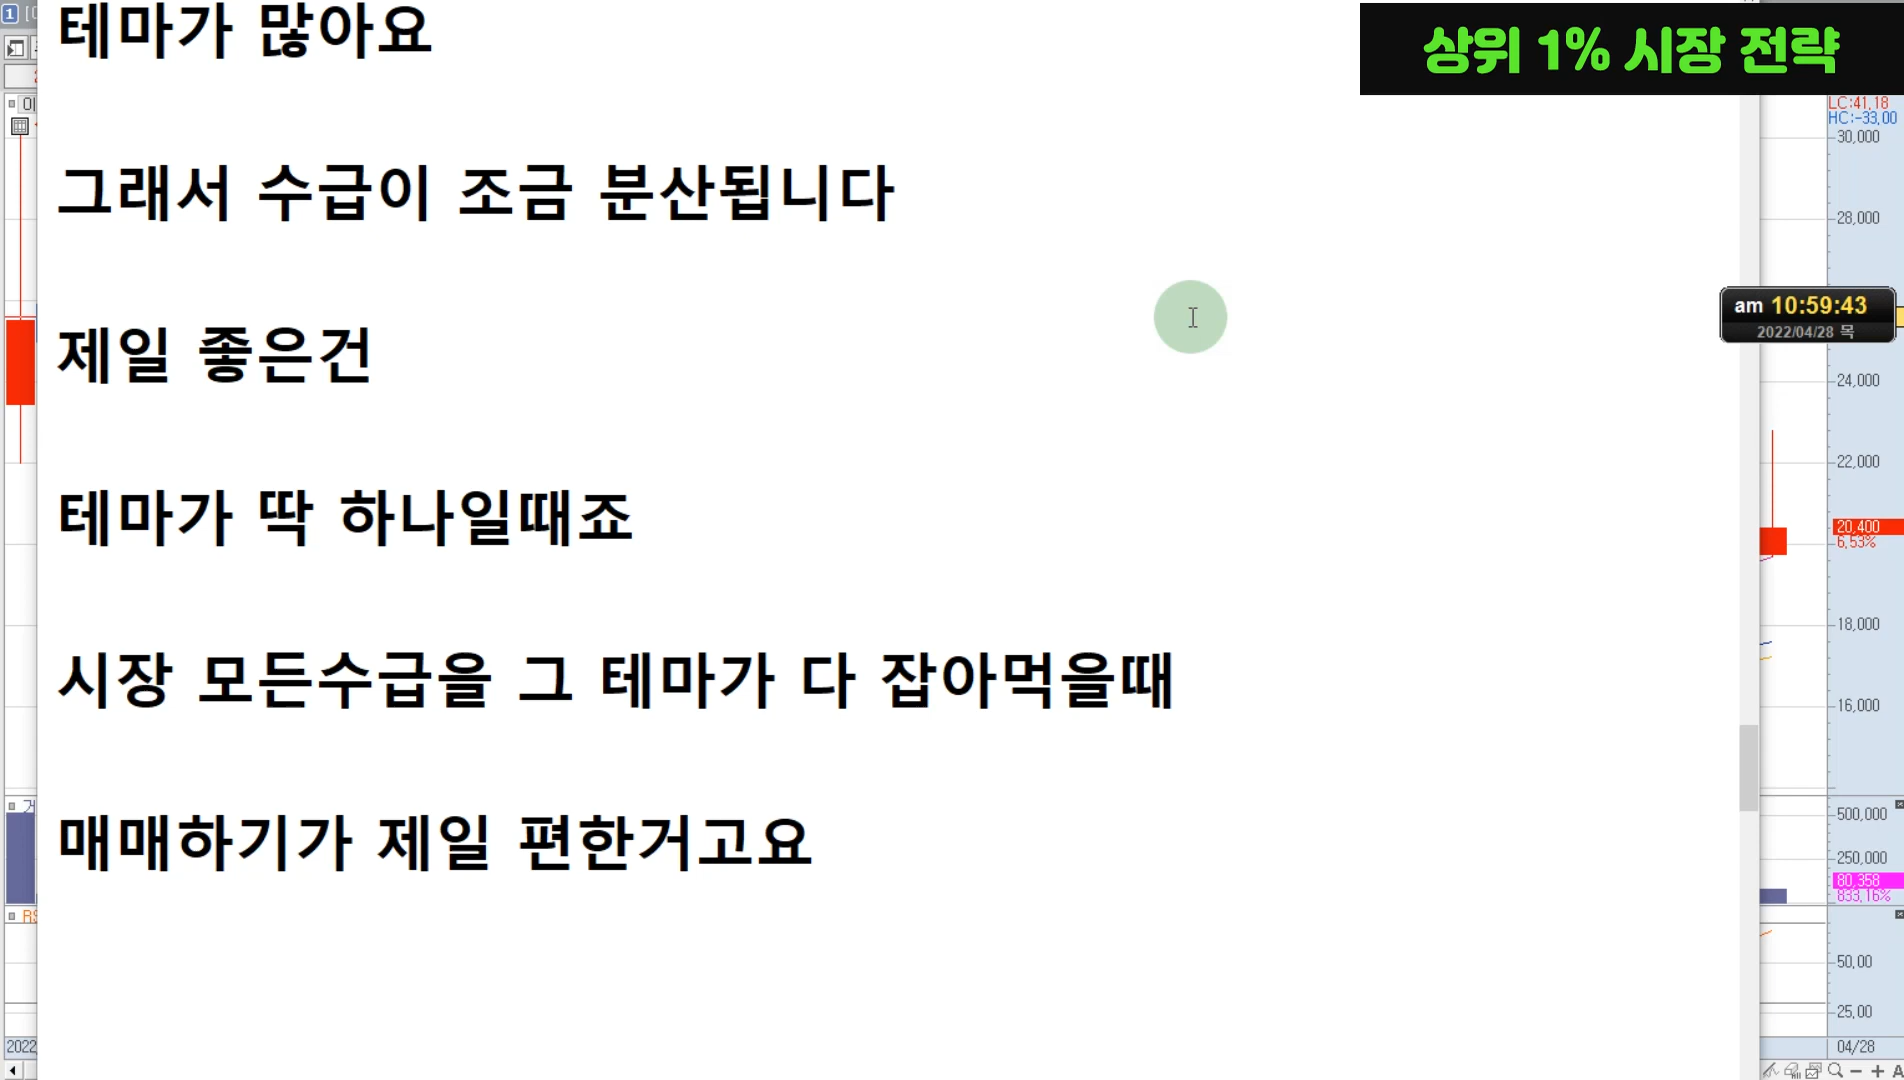 테마가 많아요
상위 1% 시장 전략
그래서 수급이 조금 분산됩니다
제일 좋은건
테마가 딱 하나일때죠
시장 모든수급을 그 테마가 다 잡아먹을때
매매하기가 제일 편한거고요
LC:41,18
HC:-33,00
30,000
28,000
am 10:59:43
2022/04/28 목
24,000
22,000
20,400
6,53%
18,000
16,000
500,000
250,000
80,358
833,16%
50,00
25,00
2022
04/28